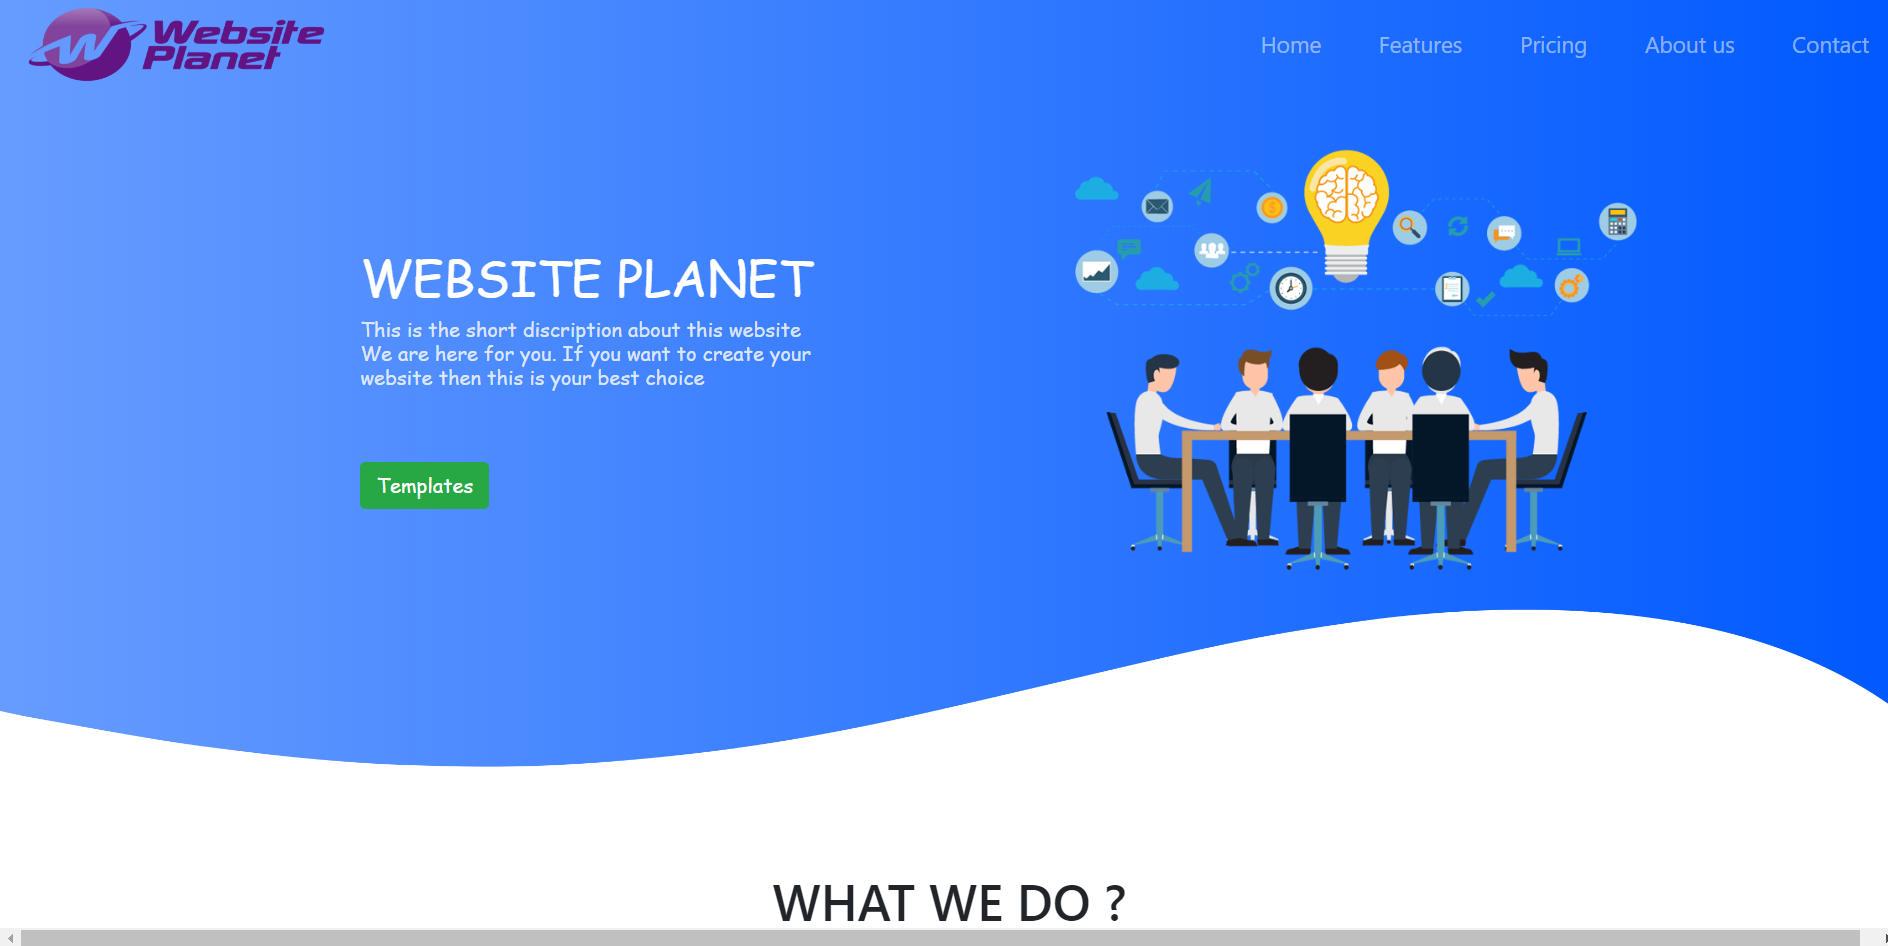 Website
Planet
Home Features Pricing About us Contact
WEBSITE PLANET
This is the short discription about this website
We are here for you. If you want to create your
website then this is your best choice
Templates
WHAT WE DO ?